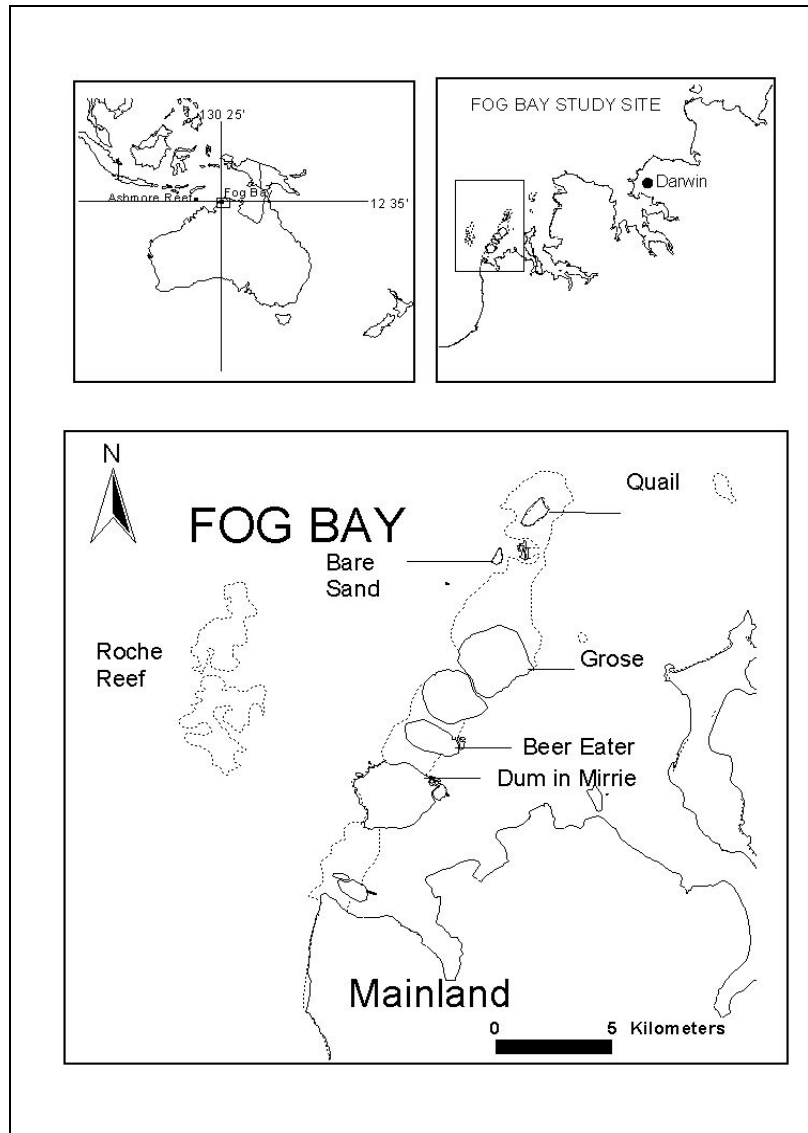 130 25'
Fog Bay
Ashmore Reef
12 35'
FOG BAY STUDY SITE
Darwin
N
FOG BAY
Quail
Bare
Sand
Roche
Reef
Grose
Beer Eater
Dum in Mirrie
Mainland
0 5 Kilometers